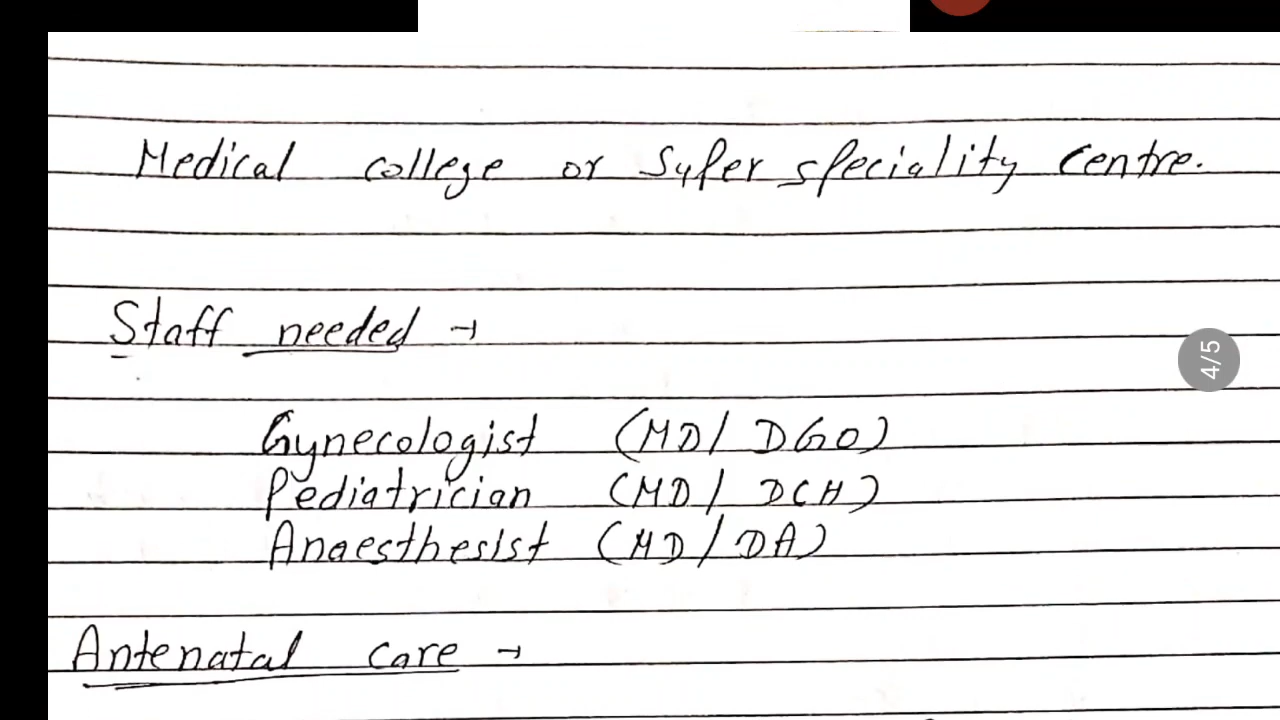 Medical college or Super speciality centre.
Staff needed →
Gynecologist (MD/ DGO)
Pediatrician (MD/ DCH)
Anaesthesist (MD/ DA)
4/5
Antenatal care →